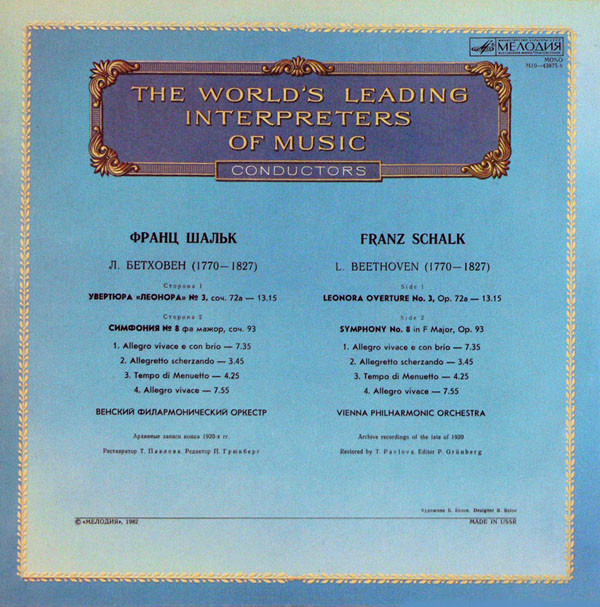 МЕЛОДИЯ
MONO
THE WORLD'S LEADING
INTERPRETERS
OF MUSIC
CONDUCTORS
ФРАНЦ ШАЛЬК
Л. БЕТХОВЕН (1770—1827)
Сторона 1
УВЕРТЮРА «ЛЕОНОРА» № 3, соч. 72а — 13.15
Сторона 2
СИМФОНИЯ № 8 фа мажор, соч. 93
1. Allegro vivace e con brio — 7.35
2. Allegretto scherzando — 3.45
3. Tempo di Menuetto — 4.25
4. Allegro vivace — 7.55
ВЕНСКИЙ ФИЛАРМОНИЧЕСКИЙ ОРКЕСТР
Архивные записи конца 1920-х гг.
Реставратор Т. Павлова. Редактор П. Грюнберг
FRANZ SCHALK
L. BEETHOVEN (1770—1827)
Side 1
LEONORA OVERTURE No. 3, Op. 72a — 13.15
Side 2
SYMPHONY No. 8 in F Major, Op. 93
1. Allegro vivace e con brio — 7.35
2. Allegretto scherzando — 3.45
3. Tempo di Menuetto — 4.25
4. Allegro vivace — 7.55
VIENNA PHILHARMONIC ORCHESTRA
Archive recordings of the late of 1920
Restored by T. Pavlova. Editor P. Grünberg
Художник Б. Designer B.
© «МЕЛОДИЯ», 1982
MADE IN USSR